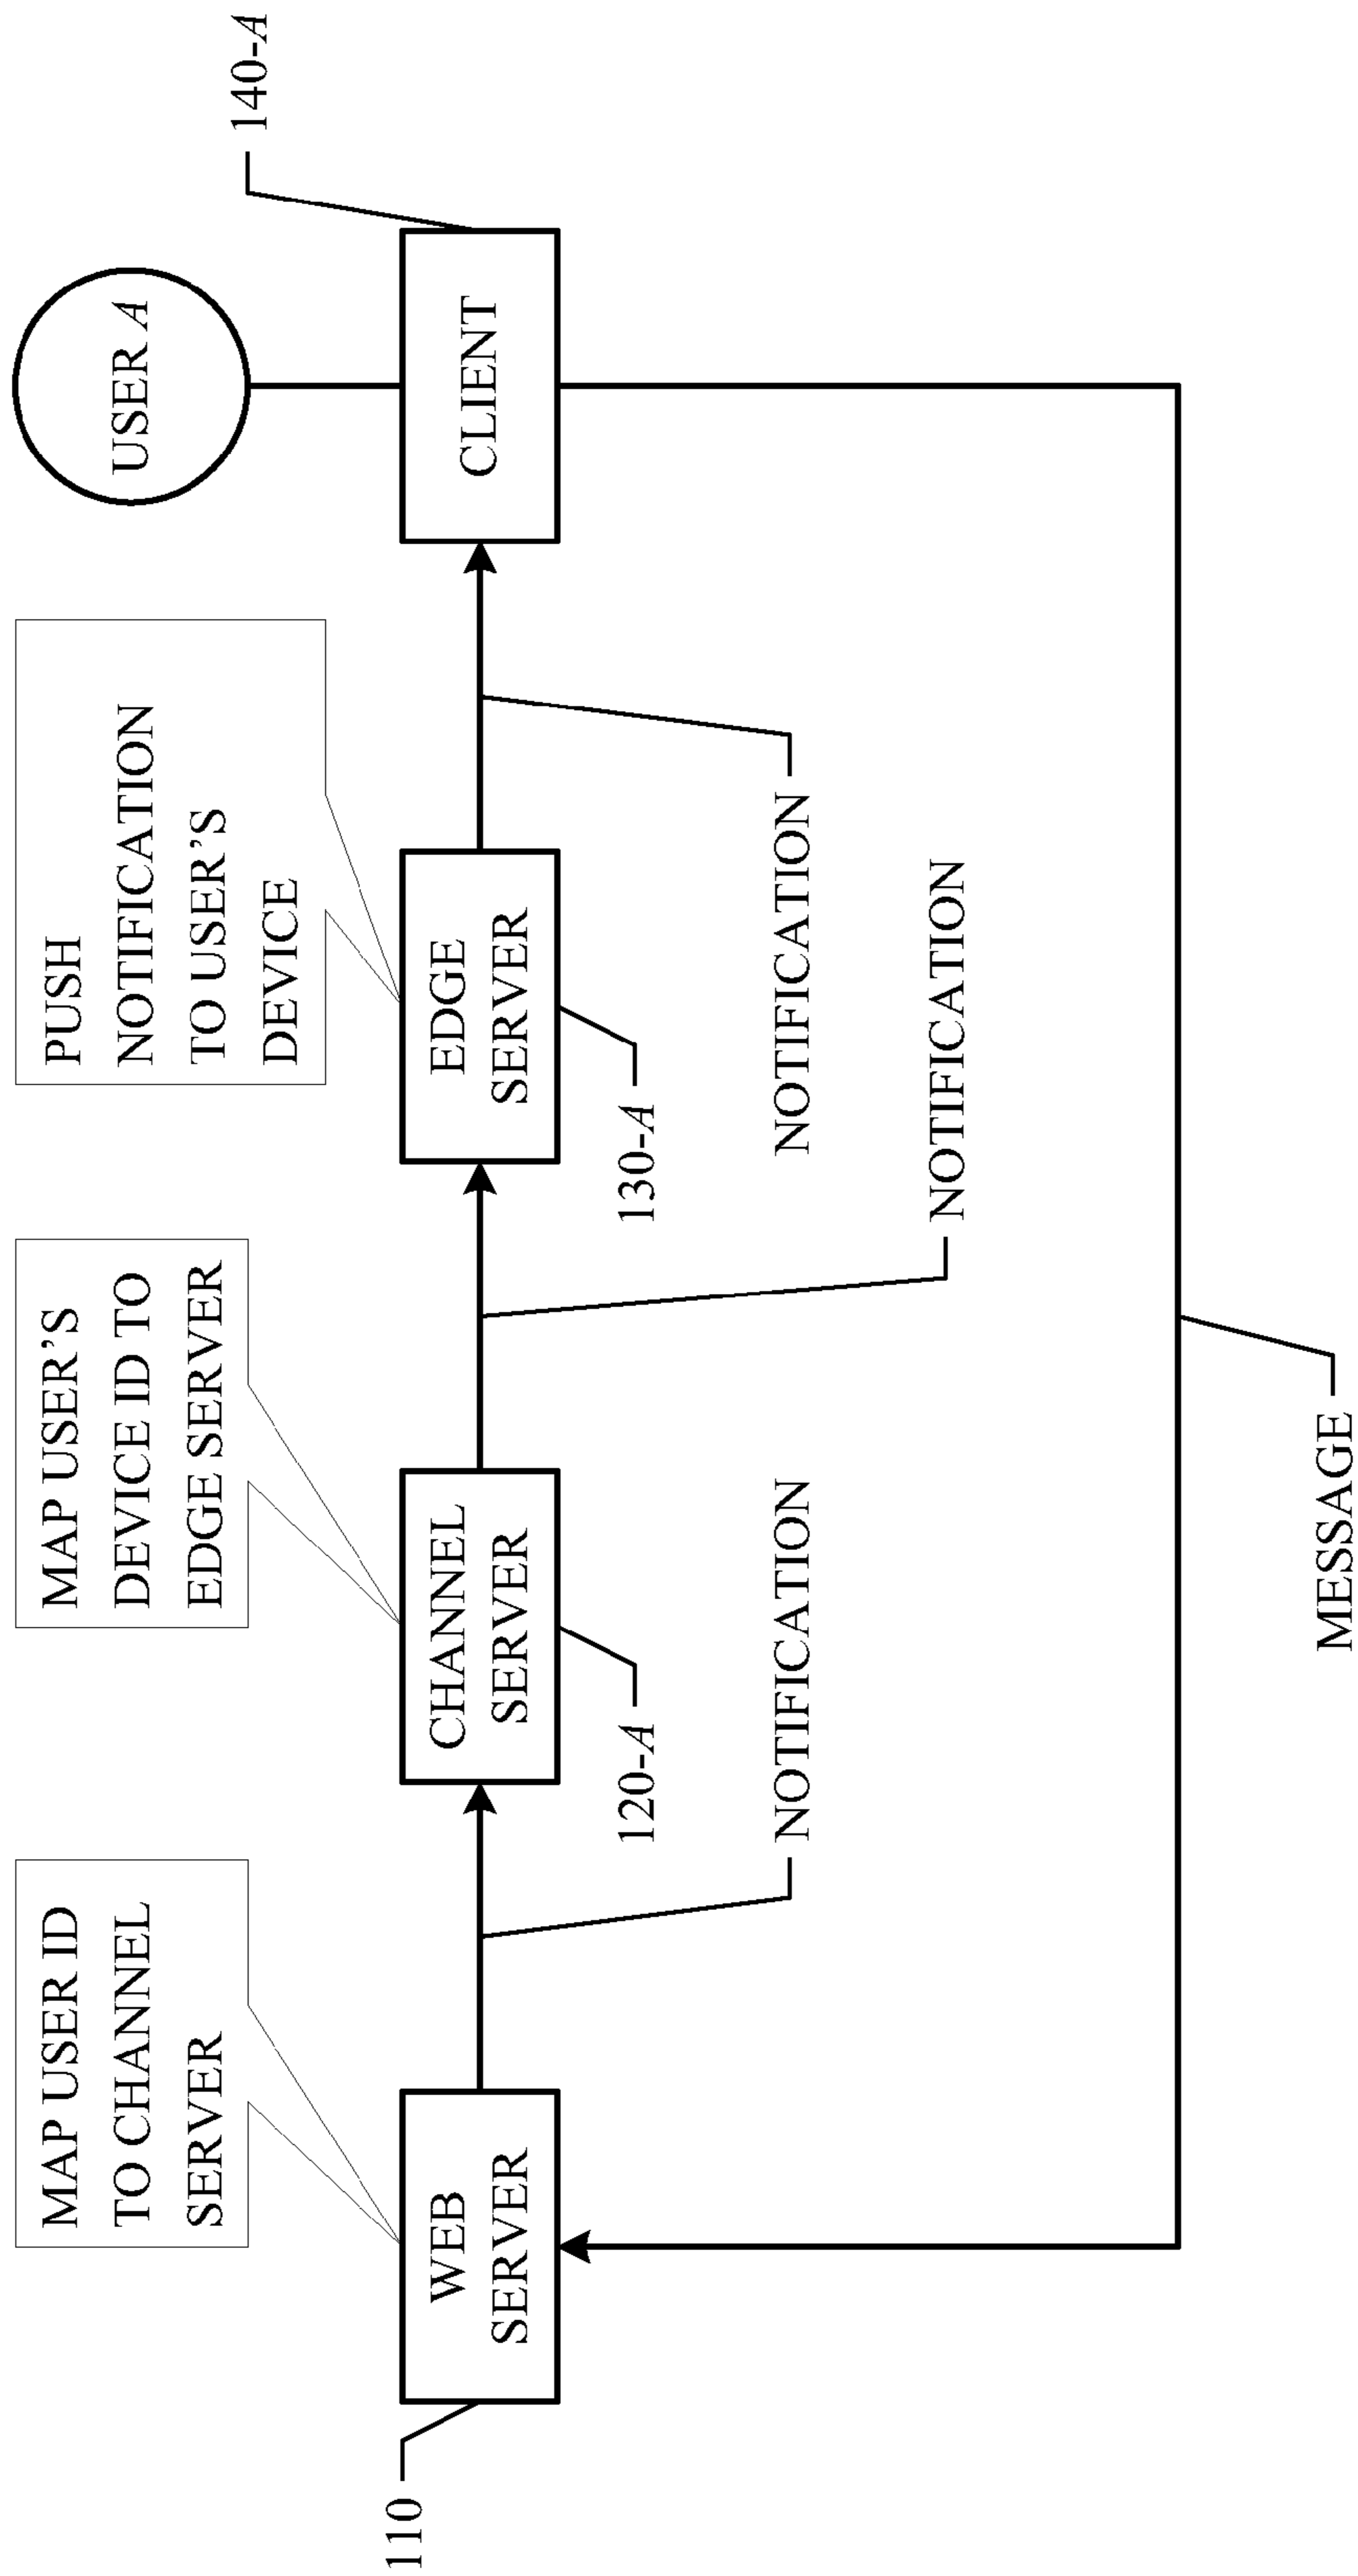 MAP USER ID
TO CHANNEL
SERVER
MAP USER'S
DEVICE ID TO
EDGE SERVER
PUSH
NOTIFICATION
TO USER'S
DEVICE
USER A
140-A
110
WEB
SERVER
CHANNEL
SERVER
EDGE
SERVER
CLIENT
120-A
130-A
NOTIFICATION
NOTIFICATION
NOTIFICATION
MESSAGE